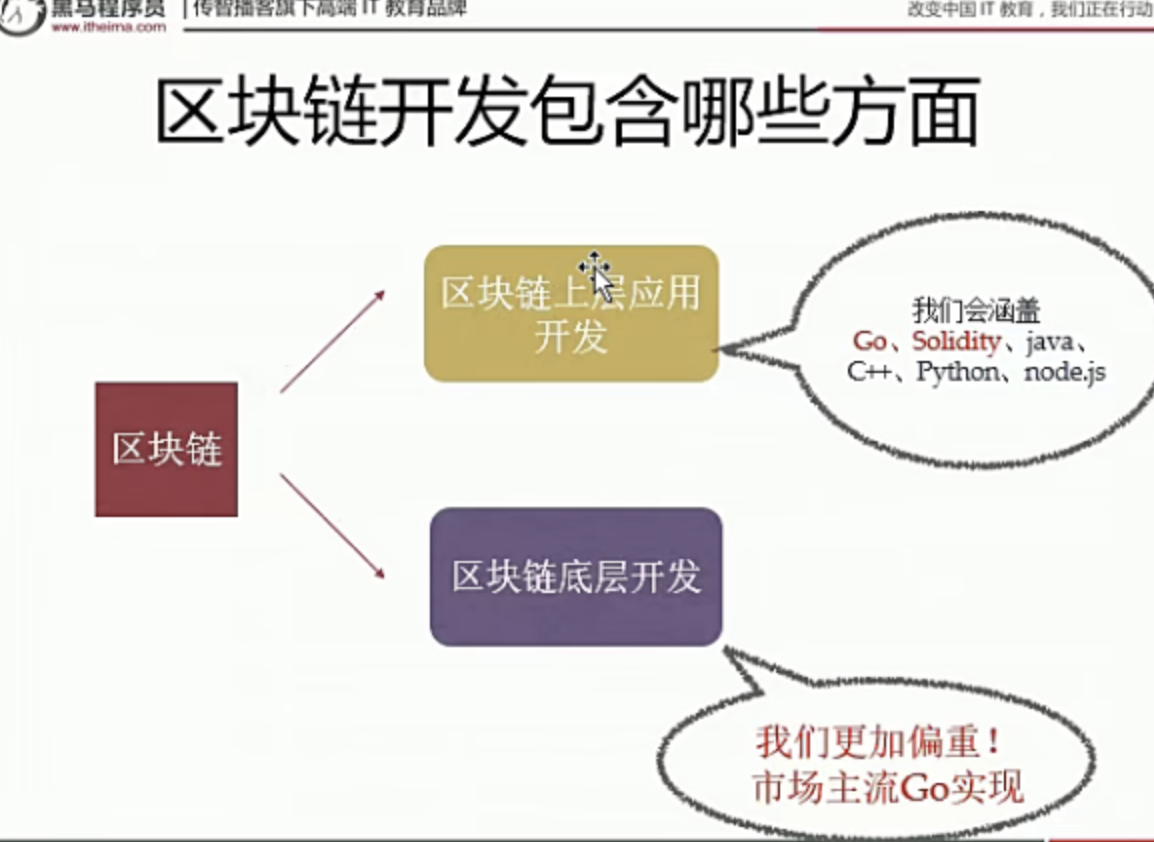 黑马程序员 | 传智播客旗下高端 IT 教育品牌
www.itheima.com
改变中国 IT 教育，我们正在行动
区块链开发包含哪些方面
区块链
区块链上层应用
开发
我们会涵盖
Go、Solidity、java、
C++、Python、node.js
区块链底层开发
我们更加偏重！
市场主流Go实现